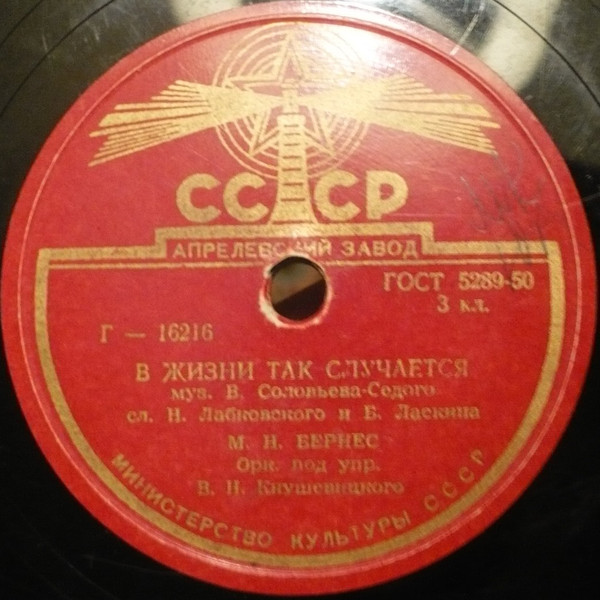 СССР
АПРЕЛЕВСКИЙ ЗАВОД
ГОСТ 5289-50
3 кл.
Г — 16216
В ЖИЗНИ ТАК СЛУЧАЕТСЯ
муз. В. Соловьева-Седого
сл. Н. Лабковского и Б. Ласкина
М. Н. БЕРНЕС
Орк. под упр.
В. Н. Кнушевицкого
МИНИСТЕРСТВО КУЛЬТУРЫ СССР